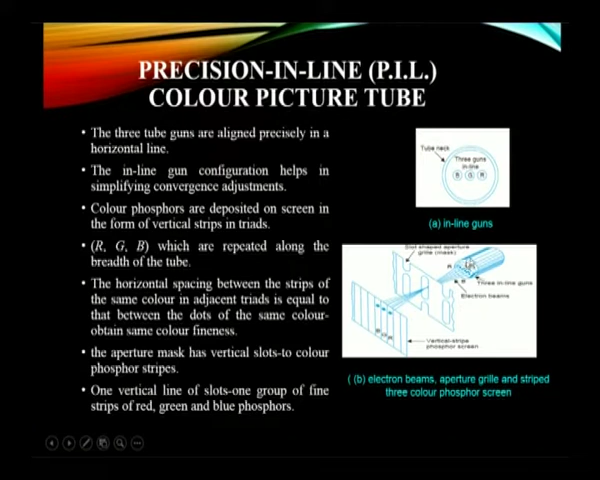 PRECISION-IN-LINE (P.I.L.)
COLOUR PICTURE TUBE
• The three tube guns are aligned precisely in a
horizontal line.
• The in-line gun configuration helps in
simplifying convergence adjustments.
• Colour phosphors are deposited on screen in
the form of vertical strips in triads.
• (R, G, B) which are repeated along the
breadth of the tube.
• The horizontal spacing between the strips of
the same colour in adjacent triads is equal to
that between the dots of the same colour-
obtain same colour fineness.
• the aperture mask has vertical slots-to colour
phosphor stripes.
• One vertical line of slots-one group of fine
strips of red, green and blue phosphors.
Tube neck
Three guns
in-line
B G R
(a) in-line guns
Slot shaped aperture
grille (mask)
Three in-line guns
Electron beams
Vertical-stripe
phosphor screen
( (b) electron beams, aperture grille and striped
three colour phosphor screen